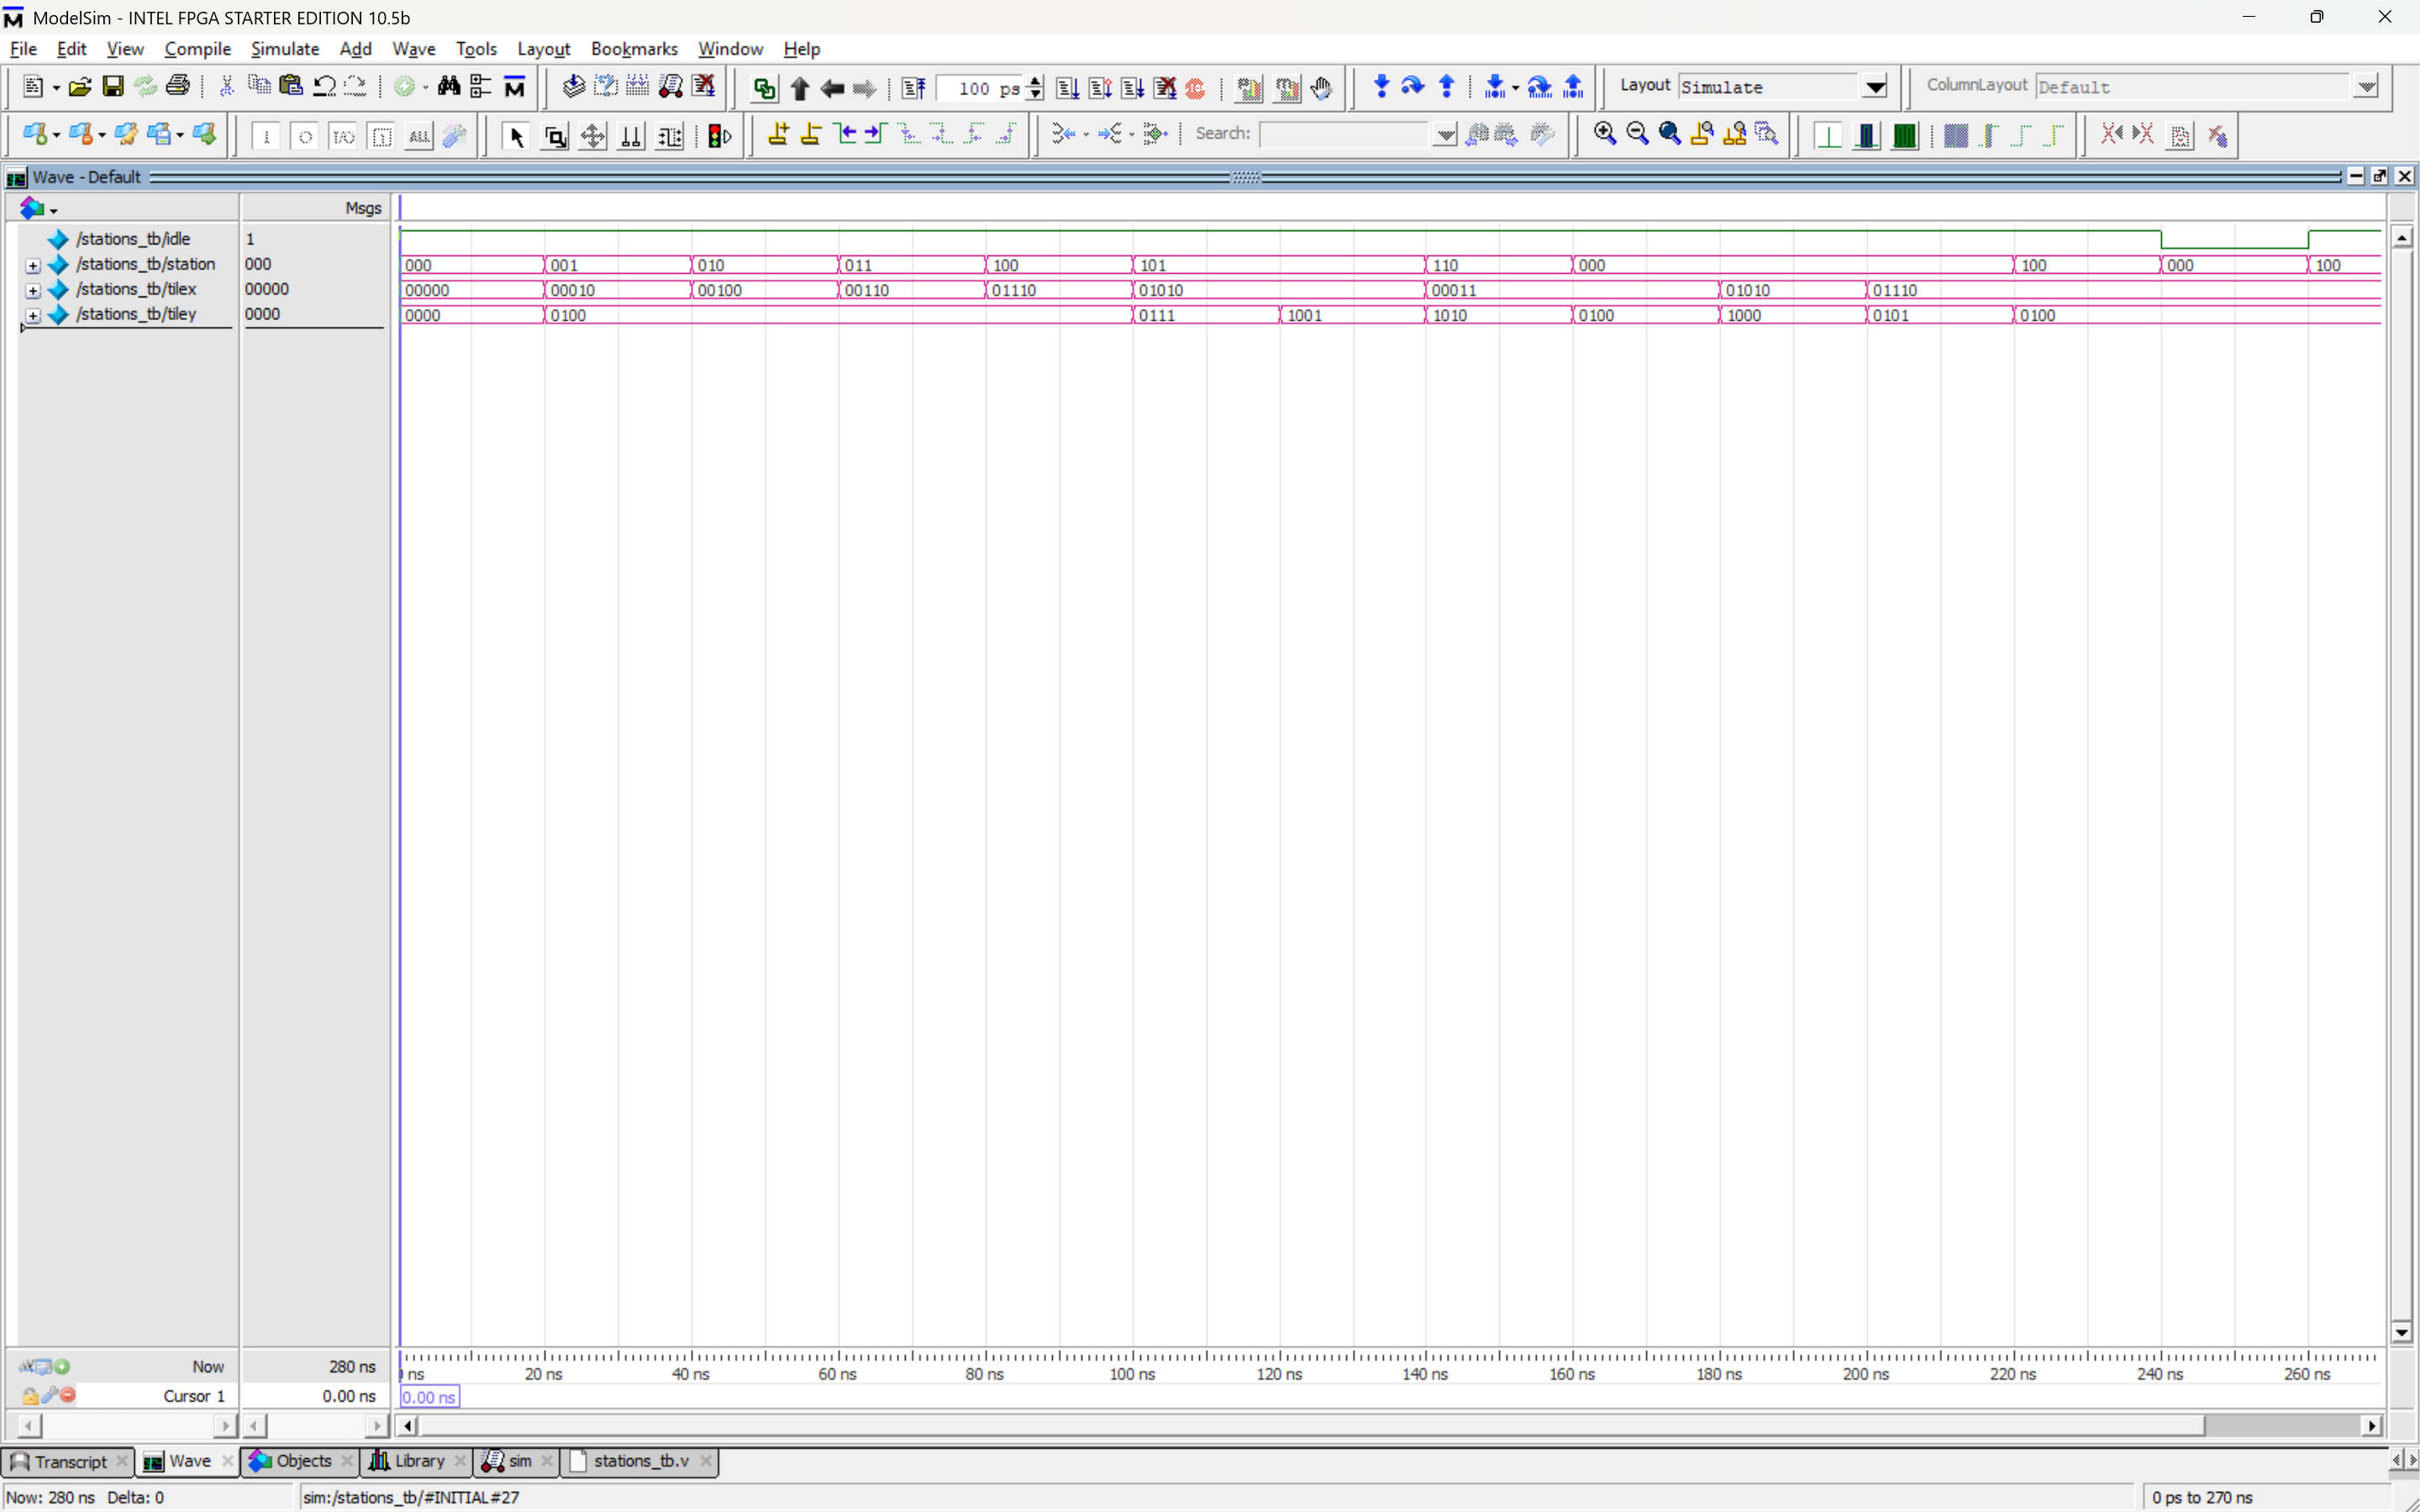 ModelSim - INTEL FPGA STARTER EDITION 10.5b
File Edit View Compile Simulate Add Wave Tools Layout Bookmarks Window Help
100 ps Layout Simulate ColumnLayout Default
Search:
Wave - Default
Msgs
/stations_tb/idle 1
/stations_tb/station 000 000 001 010 011 100 101 110 000 100 000 100
/stations_tb/tilex 00000 00000 00010 00100 00110 01110 01010 00011 01010 01110
/stations_tb/tiley 0000 0000 0100 0111 1001 1010 0100 1000 0101 0100
Now 280 ns ns 20 ns 40 ns 60 ns 80 ns 100 ns 120 ns 140 ns 160 ns 180 ns 200 ns 220 ns 240 ns 260 ns
Cursor 1 0.00 ns 0.00 ns
Transcript Wave Objects Library sim stations_tb.v
Now: 280 ns Delta: 0 sim:/stations_tb/#INITIAL#27 0 ps to 270 ns